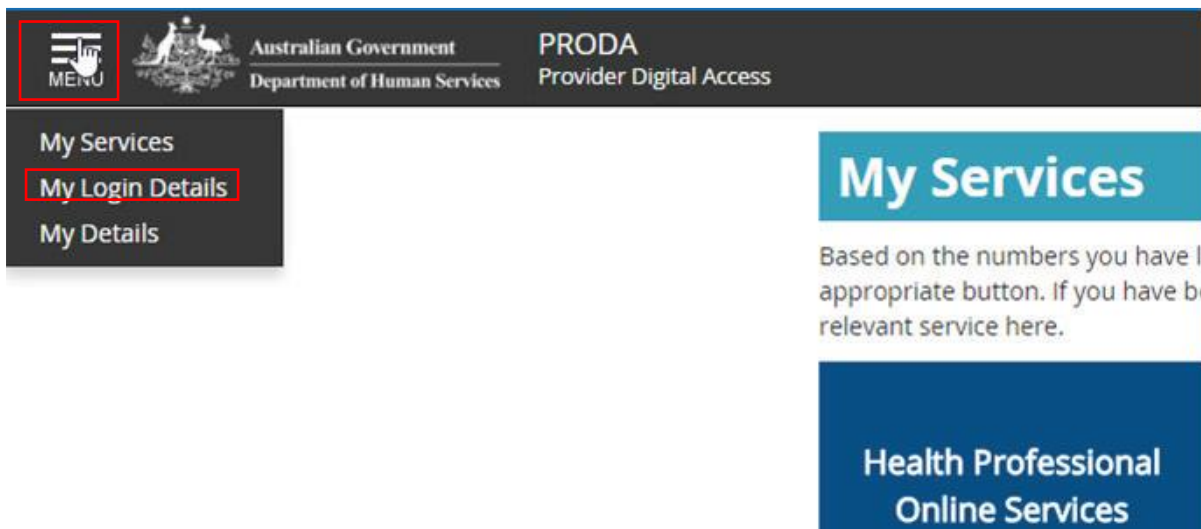 MENU
Australian Government
Department of Human Services
PRODA
Provider Digital Access
My Services
My Login Details
My Details
My Services
Based on the numbers you have
appropriate button. If you have
relevant service here.
Health Professional
Online Services